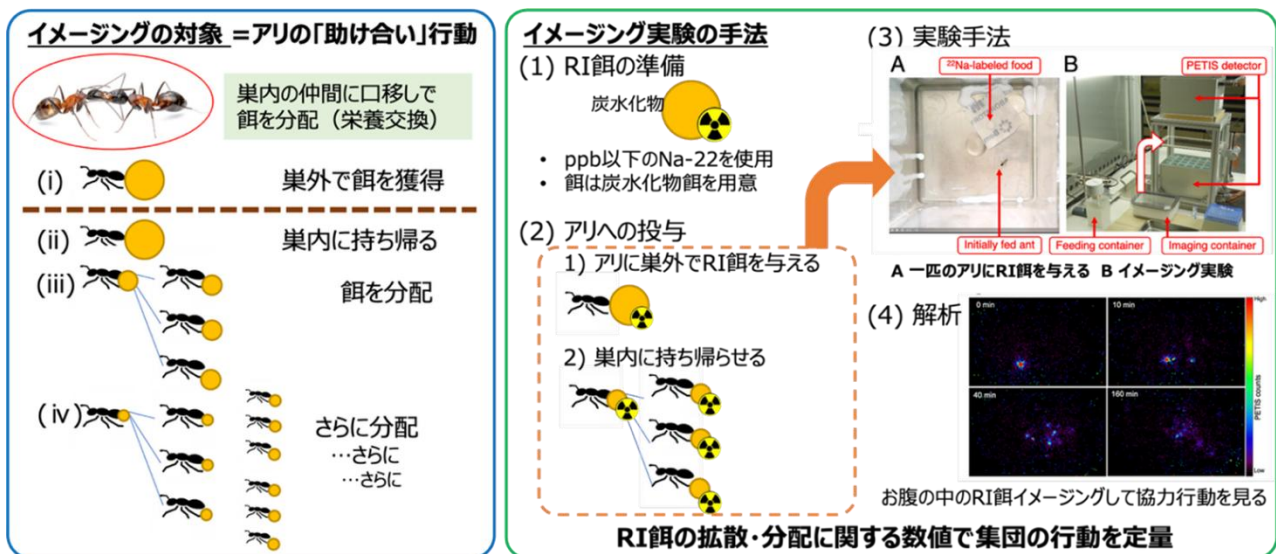 イメージングの対象 =アリの「助け合い」行動
巣内の仲間に口移しで
餌を分配（栄養交換）
(i) 巣外で餌を獲得
(ii) 巣内に持ち帰る
(iii) 餌を分配
(iv) さらに分配
…さらに
…さらに
イメージング実験の手法
(1) RI餌の準備
炭水化物
• ppb以下のNa-22を使用
• 餌は炭水化物餌を用意
(2) アリへの投与
1) アリに巣外でRI餌を与える
2) 巣内に持ち帰らせる
(3) 実験手法
A
²²Na-labeled food
Initially fed ant
B
PETIS detector
Feeding container
Imaging container
A 一匹のアリにRI餌を与える B イメージング実験
(4) 解析
0 min
10 min
40 min
160 min
High
PETIS counts
Low
お腹の中のRI餌イメージングして協力行動を見る
RI餌の拡散・分配に関する数値で集団の行動を定量